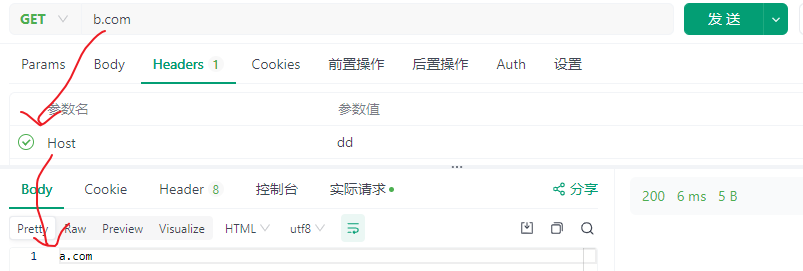 GET b.com 发 送
Params Body Headers 1 Cookies 前置操作 后置操作 Auth 设置
参数名 参数值
Host dd
Body Cookie Header 8 控制台 实际请求 分享
200 6 ms 5 B
Pretty Raw Preview Visualize HTML utf8
1 a.com